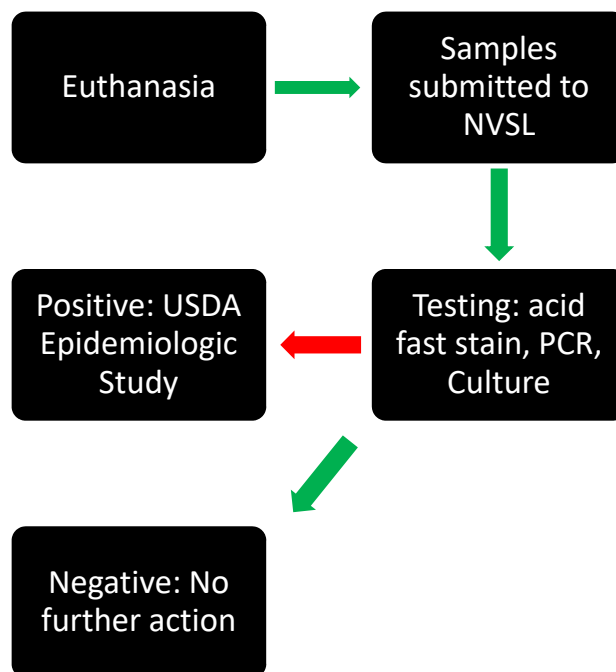 Euthanasia
Samples
submitted to
NVSL
Testing: acid
fast stain, PCR,
Culture
Positive: USDA
Epidemiologic
Study
Negative: No
further action